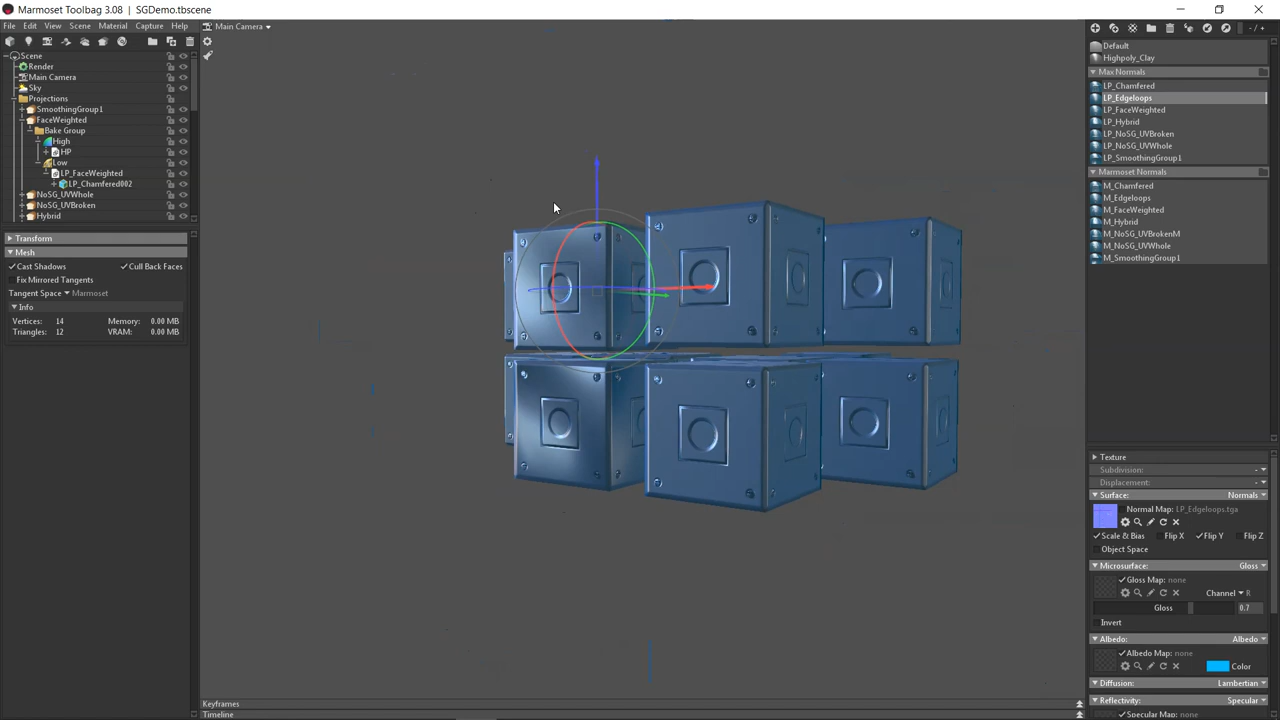 Marmoset Toolbag 3.08 - SGDemo.tbscene
File Edit View Scene Material Capture Help
Main Camera
Scene
Render
Main Camera
Sky
Projections
SmoothingGroup1
FaceWeighted
Bake Group
High
HP
Low
LP_FaceWeighted
LP_Chamfered002
NoSG_UVWhole
NoSG_UVBroken
Hybrid
Transform
Mesh
Cast Shadows Cull Back Faces
Fix Mirrored Tangents
Tangent Space Marmoset
Info
Vertices: 14 Memory: 0.00 MB
Triangles: 12 VRAM: 0.00 MB
Keyframes
Timeline
- / +
Default
Highpoly_Clay
Max Normals
LP_Chamfered
LP_Edgeloops
LP_FaceWeighted
LP_Hybrid
LP_NoSG_UVBroken
LP_NoSG_UVWhole
LP_SmoothingGroup1
Marmoset Normals
M_Chamfered
M_Edgeloops
M_FaceWeighted
M_Hybrid
M_NoSG_UVBrokenM
M_NoSG_UVWhole
M_SmoothingGroup1
Texture
Subdivision: -
Displacement: -
Surface: Normals
Normal Map: LP_Edgeloops.tga
Scale & Bias Flip X Flip Y Flip Z
Object Space
Microsurface: Gloss
Gloss Map: none
Channel R
Gloss 0.7
Invert
Albedo: Albedo
Albedo Map: none
Color
Diffusion: Lambertian
Reflectivity: Specular
Specular Map: none